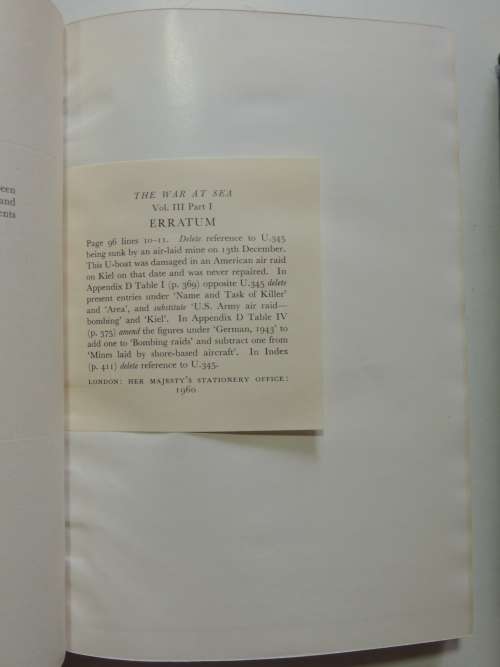 een
and
ents
THE WAR AT SEA
Vol. III Part I
ERRATUM
Page 96 lines 10–11. Delete reference to U.345
being sunk by an air-laid mine on 13th December.
This U-boat was damaged in an American air raid
on Kiel on that date and was never repaired. In
Appendix D Table I (p. 369) opposite U.345 delete
present entries under ‘Name and Task of Killer’
and ‘Area’, and substitute ‘U.S. Army air raid—
bombing’ and ‘Kiel’. In Appendix D Table IV
(p. 375) amend the figures under ‘German, 1943’ to
add one to ‘Bombing raids’ and subtract one from
‘Mines laid by shore-based aircraft’. In Index
(p. 411) delete reference to U.345.
LONDON: HER MAJESTY'S STATIONERY OFFICE:
1960